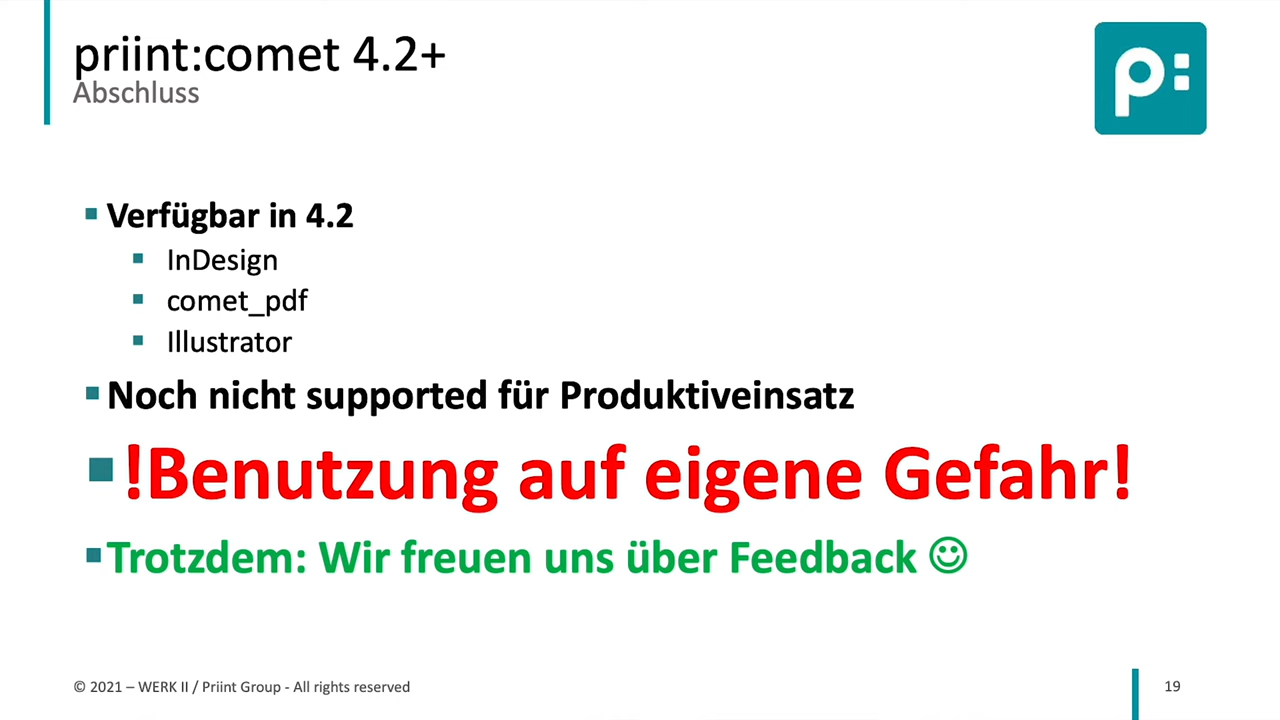 priint:comet 4.2+
Abschluss
p:
Verfügbar in 4.2
InDesign
comet_pdf
Illustrator
Noch nicht supported für Produktiveinsatz
!Benutzung auf eigene Gefahr!
Trotzdem: Wir freuen uns über Feedback ☺
© 2021 – WERK II / Priint Group - All rights reserved
19